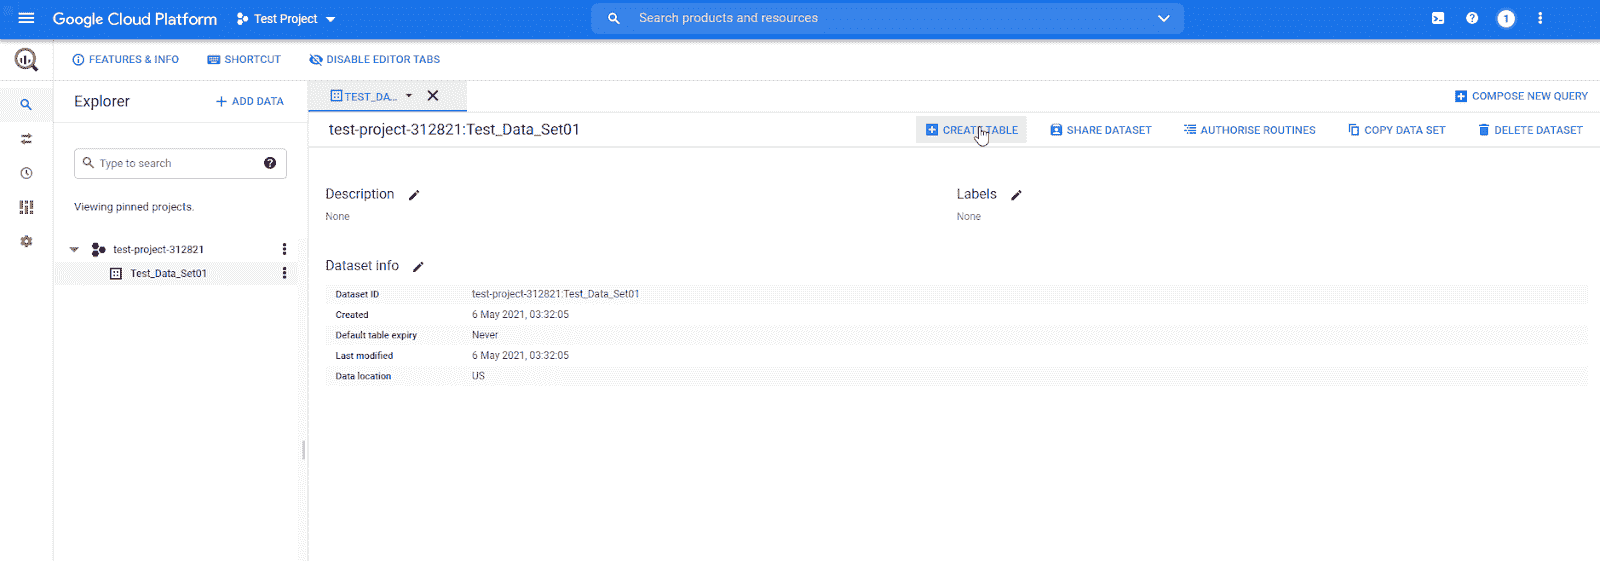 Google Cloud Platform Test Project Search products and resources 1
FEATURES & INFO SHORTCUT DISABLE EDITOR TABS
Explorer + ADD DATA
TEST_DA...
COMPOSE NEW QUERY
test-project-312821:Test_Data_Set01
CREATE TABLE SHARE DATASET AUTHORISE ROUTINES COPY DATA SET DELETE DATASET
Type to search
Viewing pinned projects.
test-project-312821
Test_Data_Set01
Description
None
Labels
None
Dataset info
Dataset ID test-project-312821:Test_Data_Set01
Created 6 May 2021, 03:32:05
Default table expiry Never
Last modified 6 May 2021, 03:32:05
Data location US